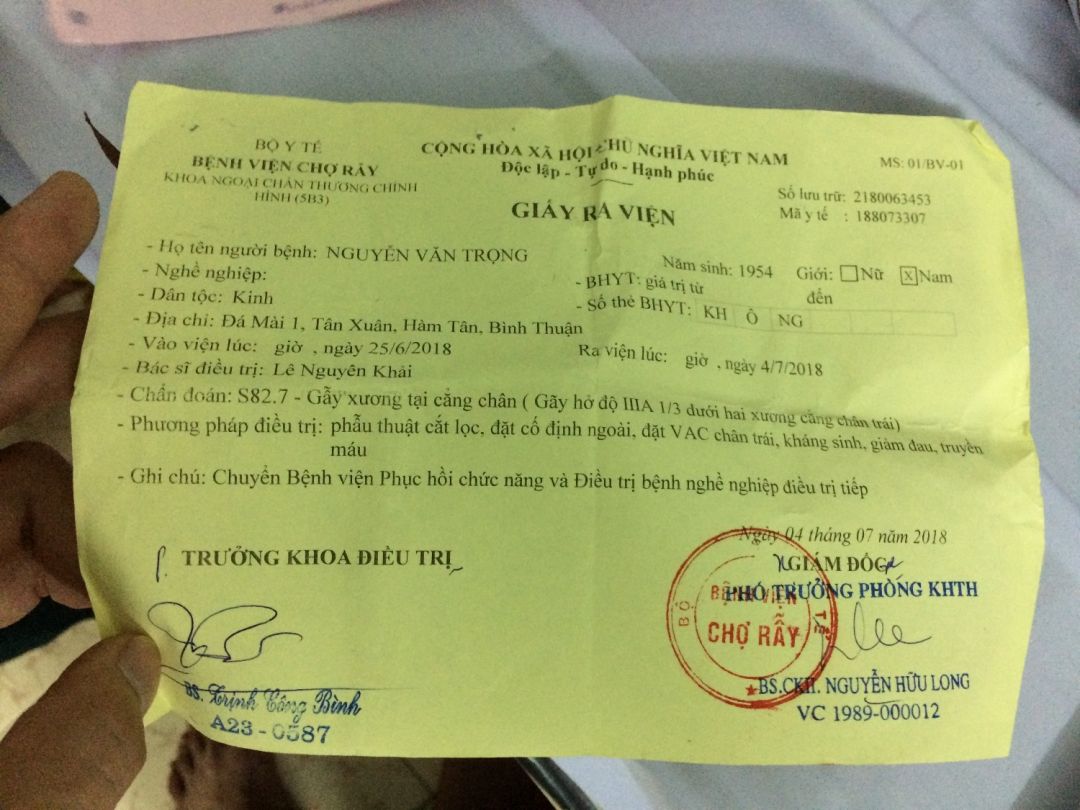 BỘ Y TẾ
BỆNH VIỆN CHỢ RẪY
KHOA NGOẠI CHẤN THƯƠNG CHỈNH
HÌNH (5B3)
CỘNG HÒA XÃ HỘI CHỦ NGHĨA VIỆT NAM
Độc lập - Tự do - Hạnh phúc
MS: 01/BV-01
Số lưu trữ: 2180063453
Mã y tế : 188073307
GIẤY RA VIỆN
- Họ tên người bệnh: NGUYỄN VĂN TRỌNG
Năm sinh: 1954 Giới: Nữ X Nam
- Nghề nghiệp:
- BHYT: giá trị từ đến
- Dân tộc: Kinh
- Số thẻ BHYT: KH Ô NG
- Địa chỉ: Đá Mài 1, Tân Xuân, Hàm Tân, Bình Thuận
- Vào viện lúc: giờ , ngày 25/6/2018 Ra viện lúc: giờ , ngày 4/7/2018
- Bác sĩ điều trị: Lê Nguyên Khải
- Chẩn đoán: S82.7 - Gẫy xương tại cẳng chân ( Gãy hở độ IIIA 1/3 dưới hai xương cẳng chân trái)
- Phương pháp điều trị: phẫu thuật cắt lọc, đặt cố định ngoài, đặt VAC chân trái, kháng sinh, giảm đau, truyền
máu
- Ghi chú: Chuyển Bệnh viện Phục hồi chức năng và Điều trị bệnh nghề nghiệp điều trị tiếp
Ngày 04 tháng 07 năm 2018
P. TRƯỞNG KHOA ĐIỀU TRỊ
GIÁM ĐỐC
PHÓ TRƯỞNG PHÒNG KHTH
BỘ Y TẾ
BỆNH VIỆN
CHỢ RẪY
BS. Trịnh Công Bình
A23-0587
BS.CKII. NGUYỄN HỮU LONG
VC 1989-000012